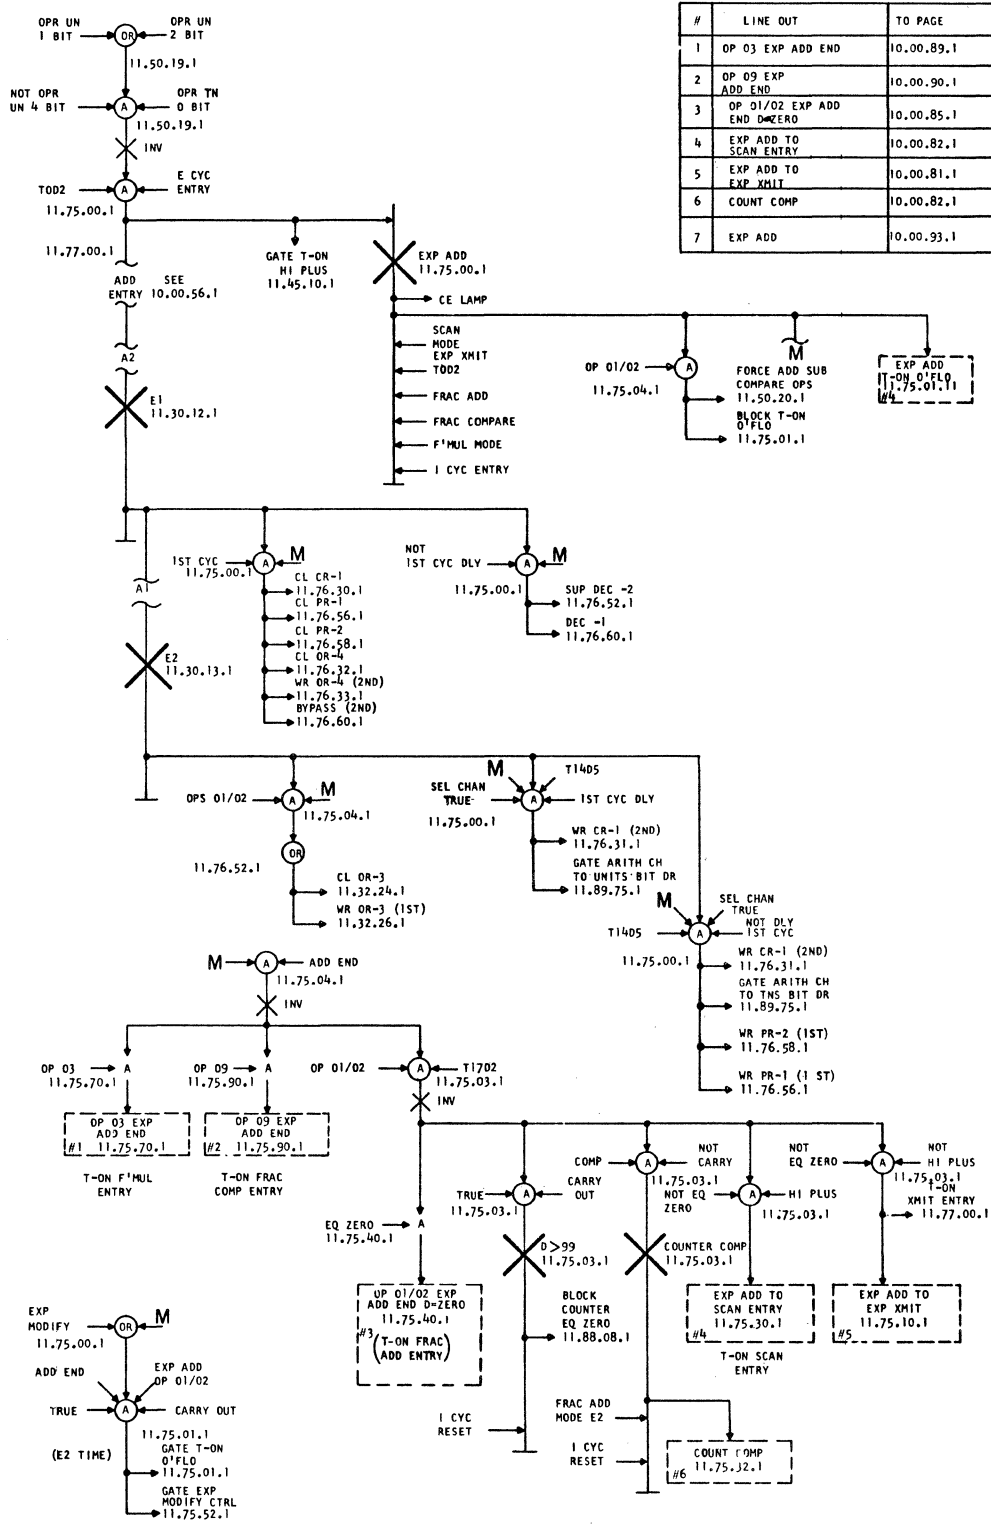 OPR UN
1 BIT
OR
OPR UN
2 BIT
11.50.19.1
NOT OPR
UN 4 BIT
A
OPR TN
0 BIT
11.50.19.1
INV
TOD2
A
E CYC
ENTRY
11.75.00.1
11.77.00.1
ADD
ENTRY
SEE
10.00.56.1
A2
E1
11.30.12.1
GATE T-ON
HI PLUS
11.45.10.1
EXP ADD
11.75.00.1
CE LAMP
SCAN
MODE
EXP XMIT
TOD2
FRAC ADD
FRAC COMPARE
F'MUL MODE
I CYC ENTRY
# LINE OUT TO PAGE
1 OP 03 EXP ADD END 10.00.89.1
2 OP 09 EXP
ADD END 10.00.90.1
3 OP 01/02 EXP ADD
END D=ZERO 10.00.85.1
4 EXP ADD TO
SCAN ENTRY 10.00.82.1
5 EXP ADD TO
EXP XMIT 10.00.81.1
6 COUNT COMP 10.00.82.1
7 EXP ADD 10.00.93.1
OP 01/02
A
11.75.04.1
M
FORCE ADD SUB
COMPARE OPS
11.50.20.1
BLOCK T-ON
O'FLO
11.75.01.1
EXP ADD
T-ON O'FLO
11.75.01.11
#4
1ST CYC
A
M
11.75.00.1
CL CR-1
11.76.30.1
CL PR-1
11.76.56.1
CL PR-2
11.76.58.1
CL OR-4
11.76.32.1
WR OR-4 (2ND)
11.76.33.1
BYPASS (2ND)
11.76.60.1
NOT
1ST CYC DLY
A
M
11.75.00.1
SUP DEC -2
11.76.52.1
DEC -1
11.76.60.1
A1
E2
11.30.13.1
OPS 01/02
A
M
11.75.04.1
OR
11.76.52.1
CL OR-3
11.32.24.1
WR OR-3 (1ST)
11.32.26.1
M
T14D5
SEL CHAN
TRUE
A
1ST CYC DLY
11.75.00.1
WR CR-1 (2ND)
11.76.31.1
GATE ARITH CH
TO UNITS BIT DR
11.89.75.1
M
SEL CHAN
TRUE
T14D5
A
NOT DLY
1ST CYC
11.75.00.1
WR CR-1 (2ND)
11.76.31.1
GATE ARITH CH
TO TNS BIT DR
11.89.75.1
WR PR-2 (1ST)
11.76.58.1
WR PR-1 (1 ST)
11.76.56.1
M
A
ADD END
11.75.04.1
INV
OP 03
A
11.75.70.1
OP 09
A
11.75.90.1
OP 01/02
A
T17D2
11.75.03.1
INV
OP 03 EXP
ADD END
#1 11.75.70.1
T-ON F'MUL
ENTRY
OP 09 EXP
ADD END
#2 11.75.90.1
T-ON FRAC
COMP ENTRY
EQ ZERO
A
11.75.40.1
OP 01/02 EXP
ADD END D=ZERO
11.75.40.1
#3
(T-ON FRAC
ADD ENTRY)
TRUE
A
CARRY
OUT
11.75.03.1
D>99
11.75.03.1
BLOCK
COUNTER
EQ ZERO
11.88.08.1
I CYC
RESET
COMP
A
NOT
CARRY
11.75.03.1
COUNTER COMP
11.75.03.1
FRAC ADD
MODE E2
I CYC
RESET
COUNT COMP
11.75.32.1
#6
NOT EQ
ZERO
A
HI PLUS
11.75.03.1
EXP ADD TO
SCAN ENTRY
11.75.30.1
#4
T-ON SCAN
ENTRY
NOT
EQ ZERO
A
NOT
HI PLUS
11.75.03.1
T-ON
XMIT ENTRY
11.77.00.1
EXP ADD TO
EXP XMIT
11.75.10.1
#5
EXP
MODIFY
OR
M
11.75.00.1
ADD END
EXP ADD
OP 01/02
TRUE
A
CARRY OUT
11.75.01.1
(E2 TIME)
GATE T-ON
O'FLO
11.75.01.1
GATE EXP
MODIFY CTRL
11.75.52.1